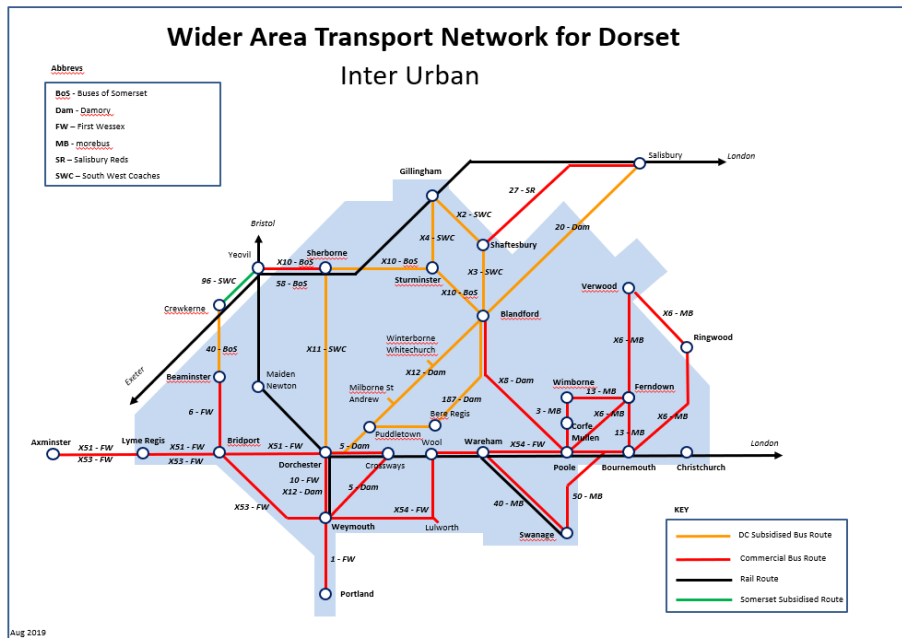 Wider Area Transport Network for Dorset
Inter Urban
Abbrevs
BoS - Buses of Somerset
Dam - Damory
FW – First Wessex
MB - morebus
SR – Salisbury Reds
SWC – South West Coaches
Salisbury
London
Gillingham
27 - SR
X2 - SWC
20 - Dam
Bristol
X4 - SWC
Shaftesbury
Yeovil
Sherborne
X10 - BoS
X10 - BoS
X3 - SWC
96 - SWC
58 - BoS
Sturminster
X10 - BoS
Verwood
Crewkerne
Blandford
X6 - MB
Ringwood
Winterborne
Whitechurch
X6 - MB
40 - BoS
X11 - SWC
Exeter
Beaminster
Maiden
Newton
X12 - Dam
X8 - Dam
Wimborne
13 - MB
Ferndown
Milborne St
Andrew
187 - Dam
6 - FW
Bere Regis
3 - MB
X6 - MB
X6 - MB
Puddletown
Corfe
Mullen
13 - MB
Axminster
X51 - FW
X53 - FW
Lyme Regis
X51 - FW
X53 - FW
Bridport
X51 - FW
5 - Dam
Wool
Wareham
X54 - FW
London
Dorchester
Crossways
Poole
Bournemouth
Christchurch
10 - FW
X12 - Dam
5 - Dam
X53 - FW
X54 - FW
40 - MB
50 - MB
Weymouth
Lulworth
Swanage
1 - FW
Portland
KEY
DC Subsidised Bus Route
Commercial Bus Route
Rail Route
Somerset Subsidised Route
Aug 2019